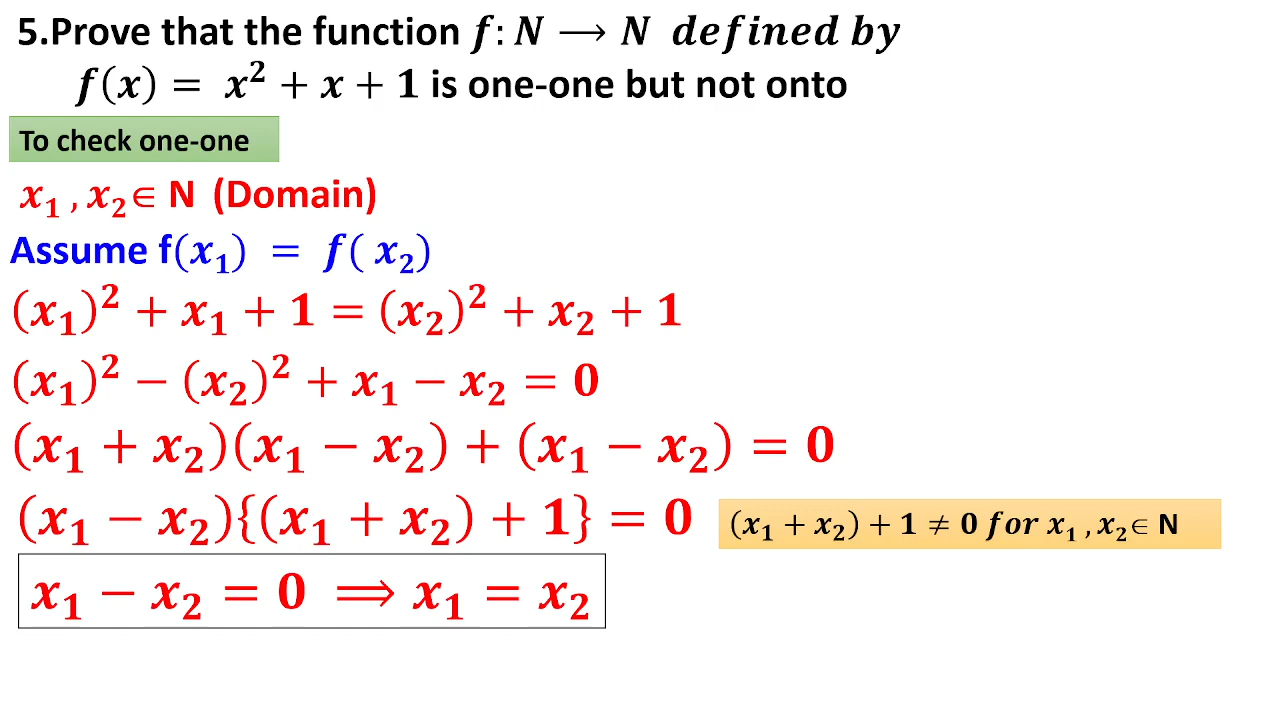 5.Prove that the function f: N ⟶ N defined by
f(x) = x² + x + 1 is one-one but not onto
To check one-one
x₁ , x₂ ∈ N (Domain)
Assume f(x₁) = f( x₂)
(x₁)² + x₁ + 1 = (x₂)² + x₂ + 1
(x₁)² − (x₂)² + x₁ − x₂ = 0
(x₁ + x₂)(x₁ − x₂) + (x₁ − x₂) = 0
(x₁ − x₂){(x₁ + x₂) + 1} = 0
(x₁ + x₂) + 1 ≠ 0 for x₁ , x₂ ∈ N
x₁ − x₂ = 0 ⟹ x₁ = x₂